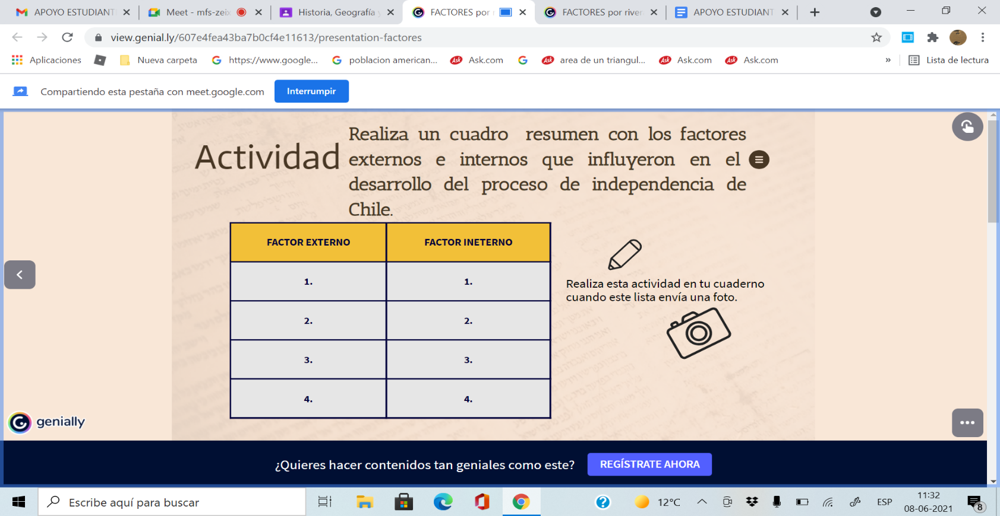 APOYO ESTUDIANT
Meet - mfs-zeix
Historia, Geografía y
FACTORES por r
FACTORES por river
APOYO ESTUDIANT
view.genial.ly/607e4fea43ba7b0cf4e11613/presentation-factores
Aplicaciones
Nueva carpeta
https://www.google...
poblacion american...
Ask Ask.com
Ask area de un triangul...
Ask Ask.com
Ask Ask.com
»
Lista de lectura
Compartiendo esta pestaña con meet.google.com
Interrumpir
Actividad
Realiza un cuadro resumen con los factores
externos e internos que influyeron en el
desarrollo del proceso de independencia de
Chile.
FACTOR EXTERNO
FACTOR INETERNO
1.
1.
2.
2.
3.
3.
4.
4.
Realiza esta actividad en tu cuaderno
cuando este lista envía una foto.
genially
¿Quieres hacer contenidos tan geniales como este?
REGÍSTRATE AHORA
Escribe aquí para buscar
12°C
ESP
11:32
08-06-2021
8